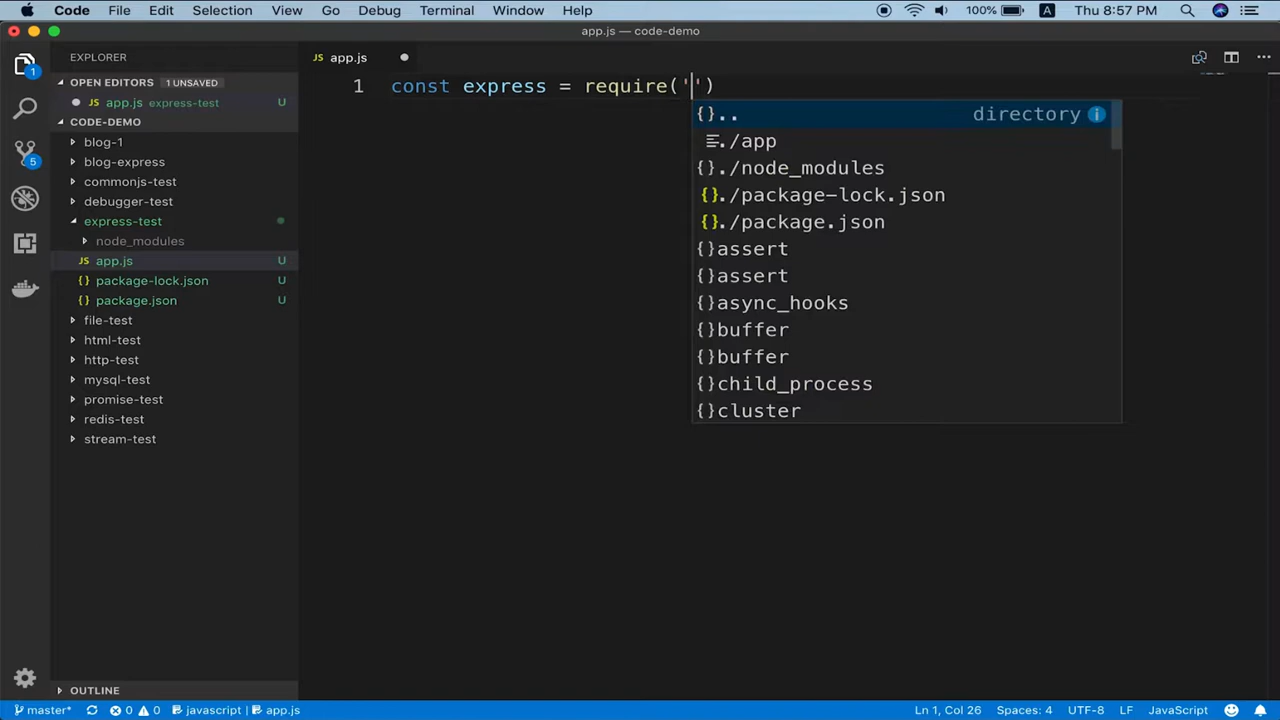 Code File Edit Selection View Go Debug Terminal Window Help 100% A Thu 8:57 PM
app.js — code-demo
EXPLORER
JS app.js
OPEN EDITORS 1 UNSAVED
JS app.js express-test U
CODE-DEMO
blog-1
blog-express
commonjs-test
debugger-test
express-test
node_modules
JS app.js U
{ } package-lock.json U
{ } package.json U
file-test
html-test
http-test
mysql-test
promise-test
redis-test
stream-test
OUTLINE
1
5
1 const express = require('')
{}.. directory i
./app
{}./node_modules
{}./package-lock.json
{}./package.json
{}assert
{}assert
{}async_hooks
{}buffer
{}buffer
{}child_process
{}cluster
master* 0 0 javascript | app.js Ln 1, Col 26 Spaces: 4 UTF-8 LF JavaScript